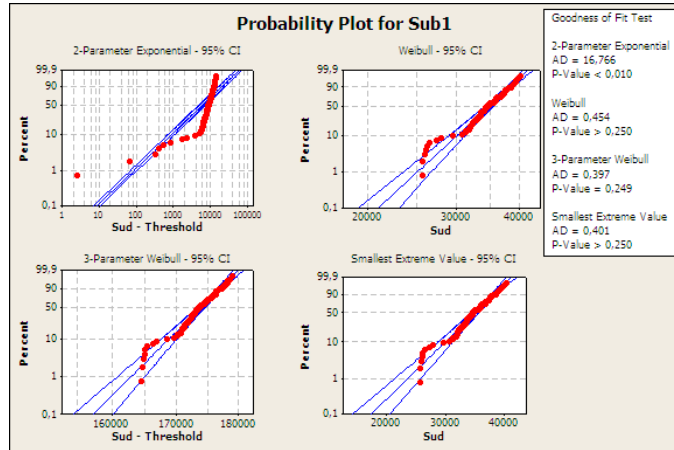 Probability Plot for Sub1
Goodness of Fit Test
2-Parameter Exponential
AD = 16,766
P-Value < 0,010
Weibull
AD = 0,454
P-Value > 0,250
3-Parameter Weibull
AD = 0,397
P-Value = 0,249
Smallest Extreme Value
AD = 0,401
P-Value > 0,250
2-Parameter Exponential - 95% CI
99,9
90
50
10
1
0,1
Percent
1 10 100 1000 10000 100000
Sud - Threshold
Weibull - 95% CI
99,9
90
50
10
1
0,1
Percent
20000 30000 40000
Sud
3-Parameter Weibull - 95% CI
99,9
90
50
10
1
0,1
Percent
160000 170000 180000
Sud - Threshold
Smallest Extreme Value - 95% CI
99,9
90
50
10
1
0,1
Percent
20000 30000 40000
Sud